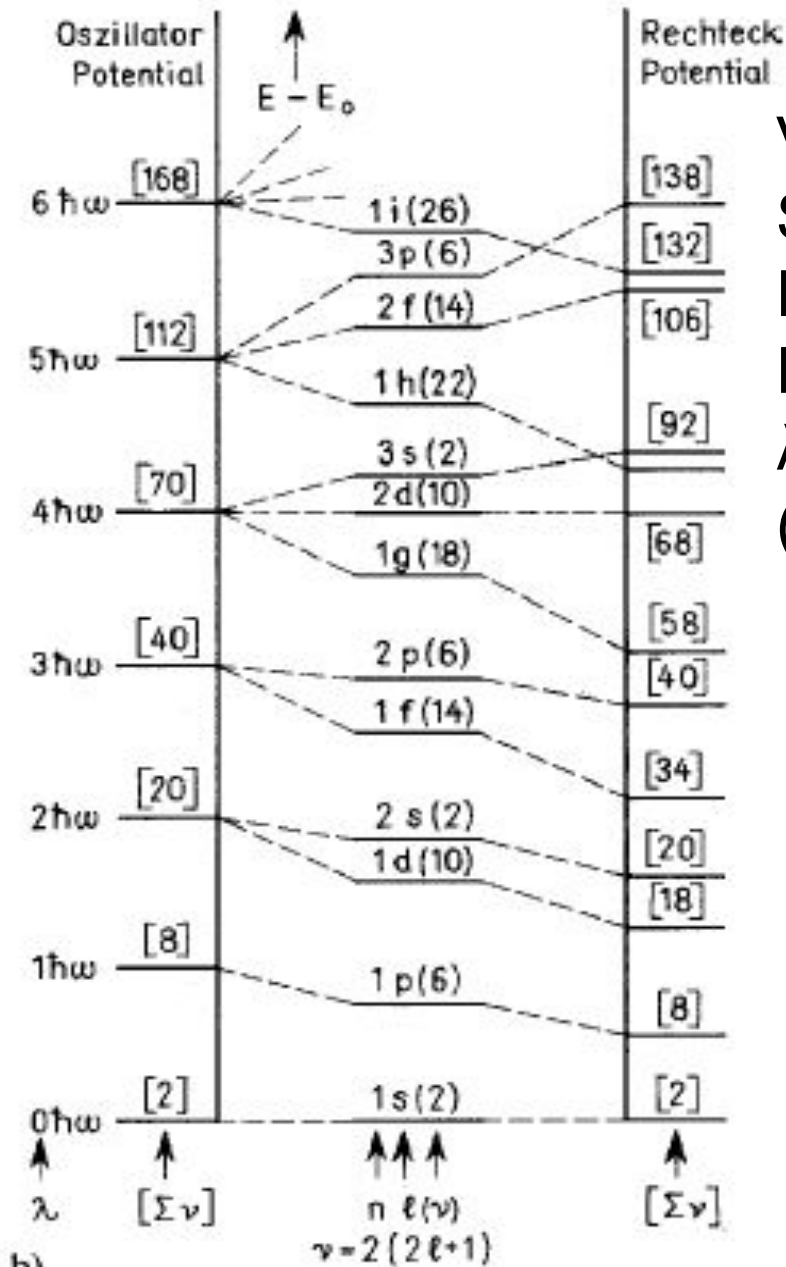 Oszillator
Potential
E - E₀
Rechteck
Potential
6ħω [168] 1i(26) [138]
3p(6) [132]
5ħω [112] 2f(14) [106]
1h(22) [92]
4ħω [70] 3s(2)
2d(10) [68]
1g(18) [58]
3ħω [40] 2p(6) [40]
1f(14) [34]
2ħω [20] 2s(2) [20]
1d(10) [18]
1ħω [8] 1p(6) [8]
0ħω [2] 1s(2) [2]
λ [Σν] n ℓ(ν) [Σν]
ν=2(2ℓ+1)